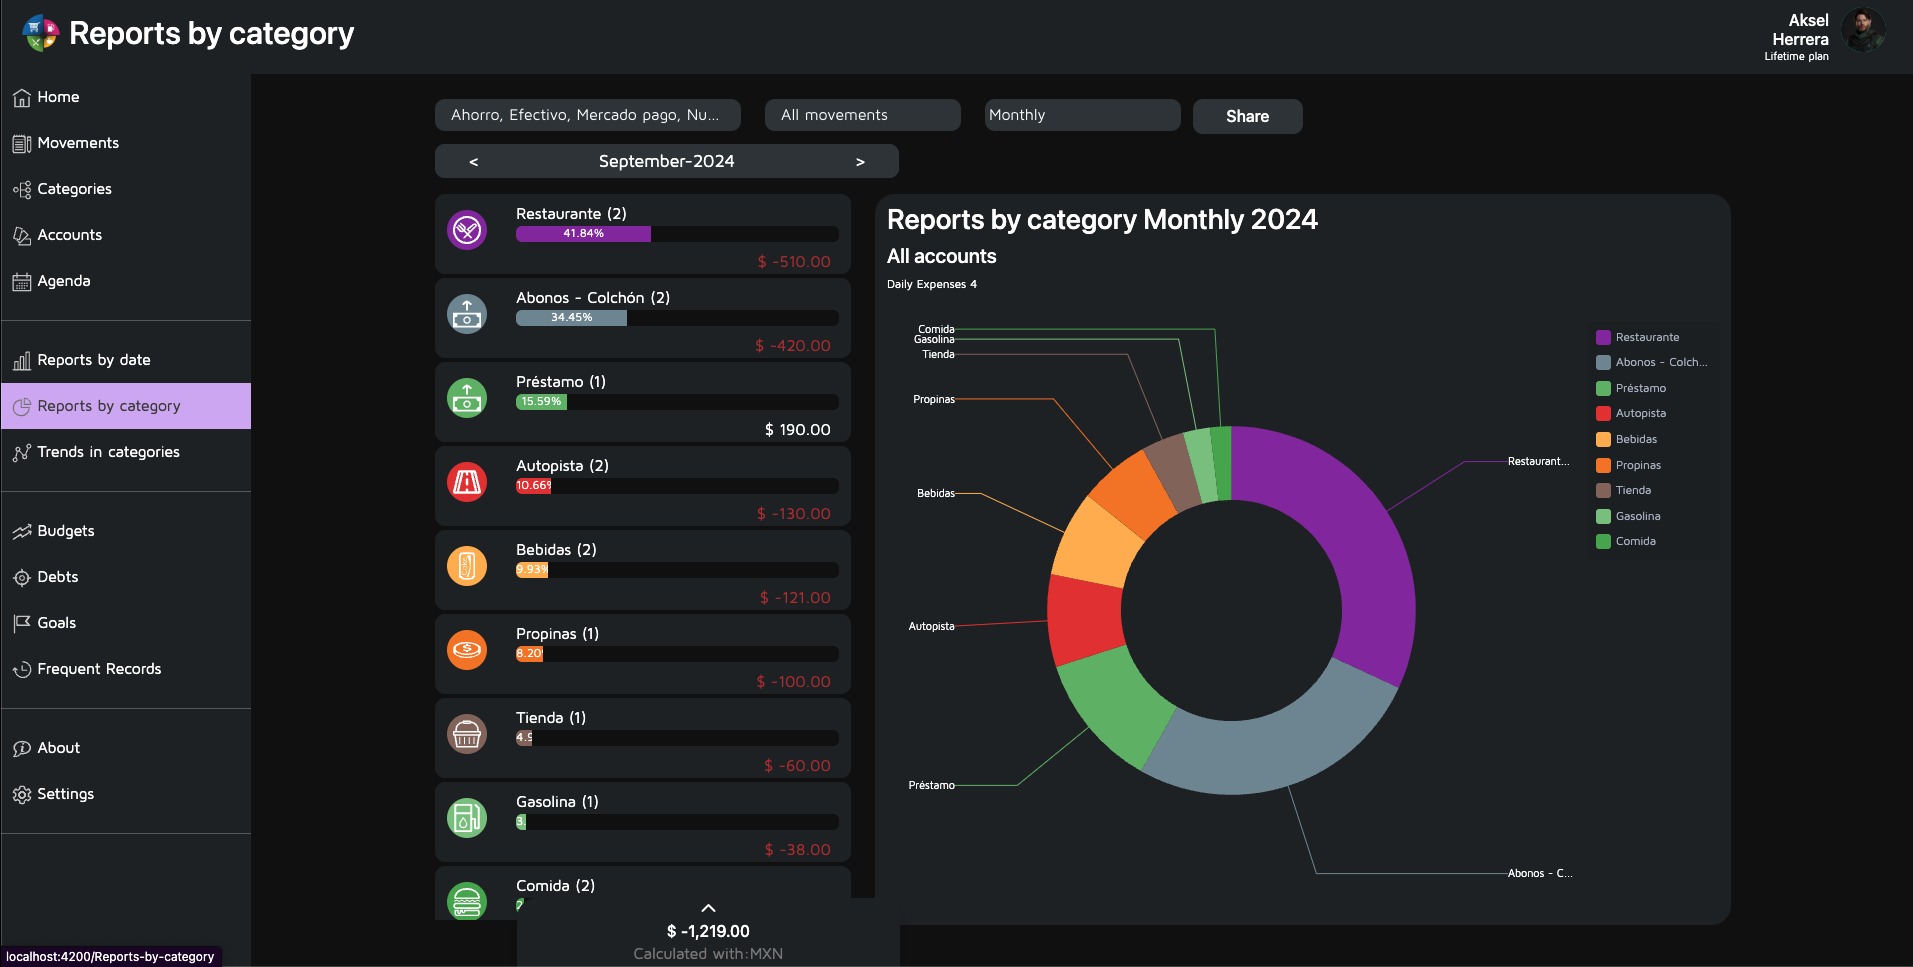 Reports by category
Aksel
Herrera
Lifetime plan
Home
Movements
Categories
Accounts
Agenda
Reports by date
Reports by category
Trends in categories
Budgets
Debts
Goals
Frequent Records
About
Settings
Ahorro, Efectivo, Mercado pago, Nu...
All movements
Monthly
Share
< September-2024 >
Restaurante (2)
41.84%
$ -510.00
Abonos - Colchón (2)
34.45%
$ -420.00
Préstamo (1)
15.59%
$ 190.00
Autopista (2)
10.66%
$ -130.00
Bebidas (2)
9.93%
$ -121.00
Propinas (1)
8.20
$ -100.00
Tienda (1)
4.9
$ -60.00
Gasolina (1)
3.
$ -38.00
Comida (2)
2
$ -1,219.00
Calculated with:MXN
Reports by category Monthly 2024
All accounts
Daily Expenses 4
Comida
Gasolina
Tienda
Propinas
Bebidas
Autopista
Préstamo
Restaurant...
Abonos - C...
Restaurante
Abonos - Colch...
Préstamo
Autopista
Bebidas
Propinas
Tienda
Gasolina
Comida
localhost:4200/Reports-by-category